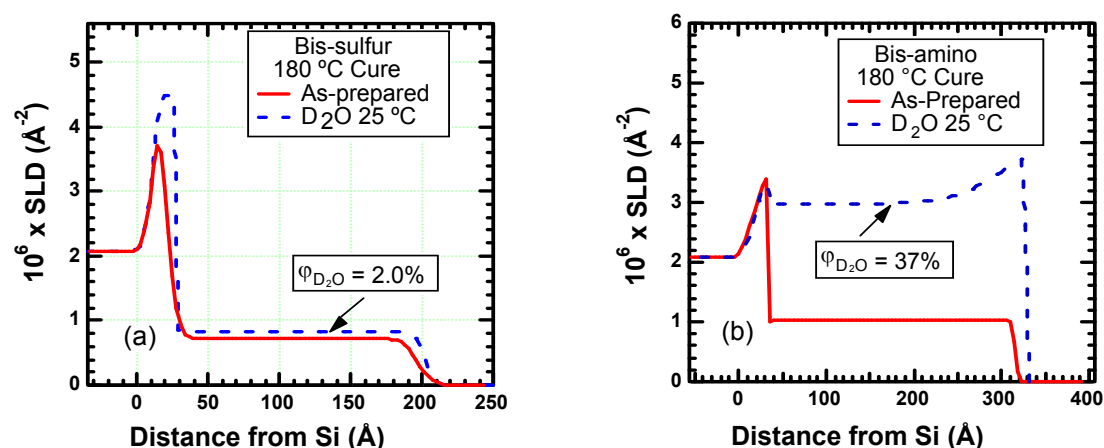 Bis-sulfur
180 ºC Cure
As-prepared
D₂O 25 ºC
10⁶ x SLD (Å⁻²)
5
4
3
2
1
0
φD₂O = 2.0%
(a)
0 50 100 150 200 250
Distance from Si (Å)
Bis-amino
180 °C Cure
As-Prepared
D₂O 25 °C
10⁶ x SLD (Å⁻²)
6
5
4
3
2
1
0
φD₂O = 37%
(b)
0 100 200 300 400
Distance from Si (Å)